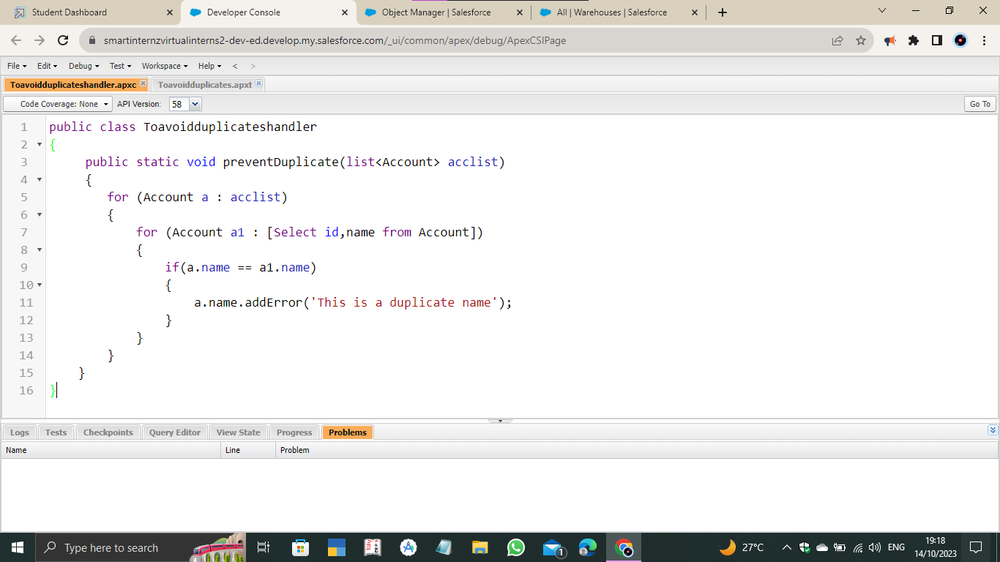 Student Dashboard
Developer Console
Object Manager | Salesforce
All | Warehouses | Salesforce
smartinternzvirtualinterns2-dev-ed.develop.my.salesforce.com/_ui/common/apex/debug/ApexCSIPage
File Edit Debug Test Workspace Help < >
Toavoidduplicateshandler.apxc Toavoidduplicates.apxt
Code Coverage: None API Version: 58 Go To
1 public class Toavoidduplicateshandler
2 {
3 public static void preventDuplicate(list<Account> acclist)
4 {
5 for (Account a : acclist)
6 {
7 for (Account a1 : [Select id,name from Account])
8 {
9 if(a.name == a1.name)
10 {
11 a.name.addError('This is a duplicate name');
12 }
13 }
14 }
15 }
16 }
Logs Tests Checkpoints Query Editor View State Progress Problems
Name Line Problem
Type here to search
27°C
ENG
19:18
14/10/2023
1